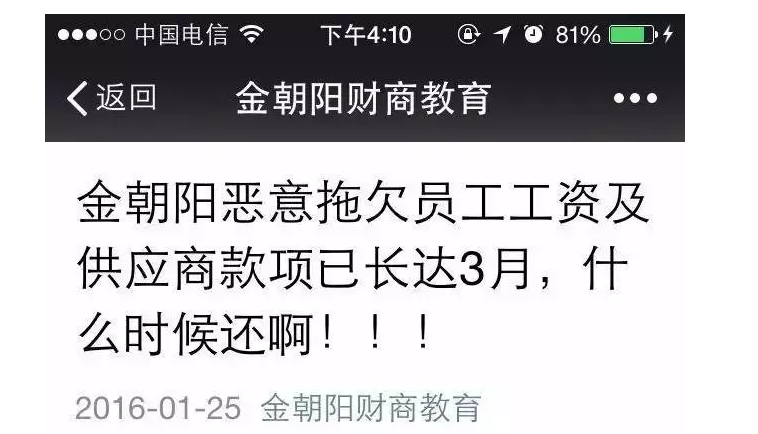 中国电信 下午4:10 81%
返回 金朝阳财商教育
金朝阳恶意拖欠员工工资及
供应商款项已长达3月，什
么时候还啊！！！
2016-01-25 金朝阳财商教育